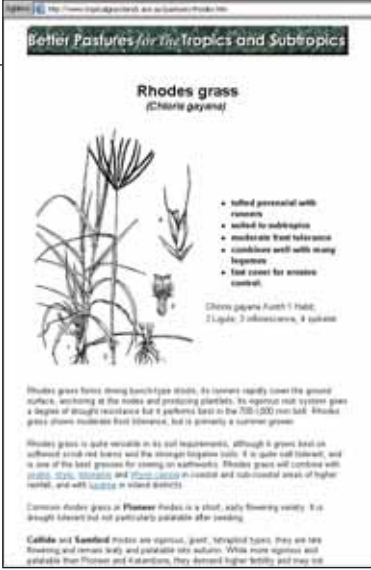 Better Pastures for the Tropics and Subtropics
Rhodes grass
(Chloris gayana)
tufted perennial with
runners
suited to subtropics
moderate frost tolerance
combines well with many
legumes
fast cover for erosion
control.
Chloris gayana Kunth 1 Habit;
2 Ligule; 3 inflorescence, 4 spikelet
Rhodes grass forms strong bunch-type stools, its runners rapidly cover the ground
surface, anchoring at the nodes and producing plantlets. Its vigorous root system gives
a degree of drought resistance but it performs best in the 700-1,000 mm belt. Rhodes
grass shows moderate frost tolerance, but is primarily a summer grower.
Rhodes grass is quite versatile in its soil requirements, although it grows best on
softwood scrub red loams and the stronger brigalow soils. It is quite salt tolerant, and
is one of the best grasses for sowing on earthworks. Rhodes grass will combine with
and Wynn cassia in coastal and sub-coastal areas of higher
rainfall, and with lucerne in inland districts.
Common rhodes grass or Pioneer rhodes is a short, early flowering variety. It is
drought tolerant but not particularly palatable after seeding.
Callide and Samford rhodes are vigorous, giant, tetraploid types; they are late
flowering and remain leafy and palatable into autumn. While more vigorous and
palatable than Pioneer and Katambora, they demand higher fertility and may not